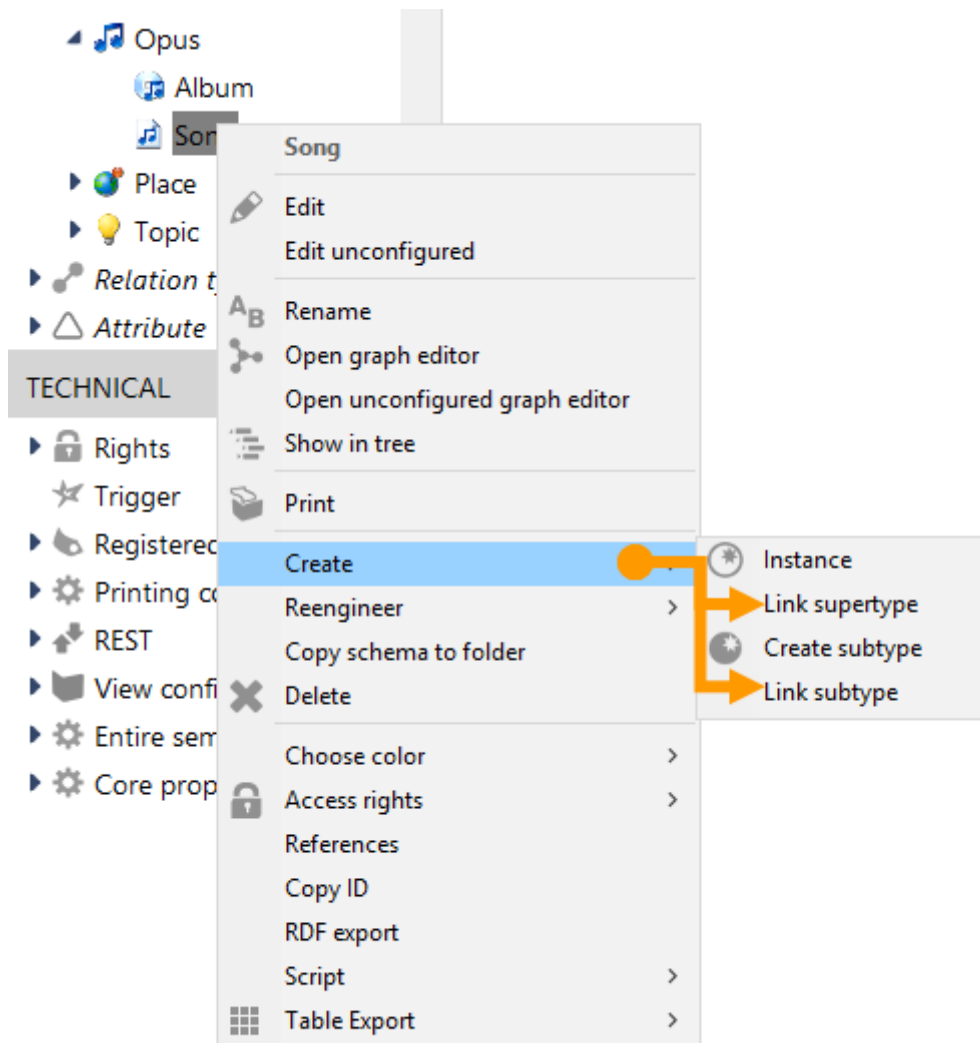 Opus
Album
Son
Place
Topic
Relation t
Attribute
TECHNICAL
Rights
Trigger
Registered
Printing co
REST
View confi
Entire sem
Core prop
Song
Edit
Edit unconfigured
Rename
Open graph editor
Open unconfigured graph editor
Show in tree
Print
Create
Reengineer
Copy schema to folder
Delete
Choose color
Access rights
References
Copy ID
RDF export
Script
Table Export
Instance
Link supertype
Create subtype
Link subtype